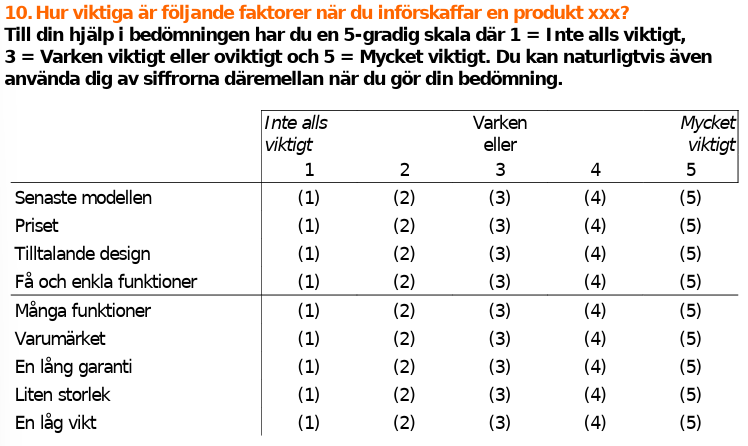 10. Hur viktiga är följande faktorer när du införskaffar en produkt xxx?
Till din hjälp i bedömningen har du en 5-gradig skala där 1 = Inte alls viktigt,
3 = Varken viktigt eller oviktigt och 5 = Mycket viktigt. Du kan naturligtvis även
använda dig av siffrorna däremellan när du gör din bedömning.
Inte alls Varken Mycket
viktigt eller viktigt
1 2 3 4 5
Senaste modellen (1) (2) (3) (4) (5)
Priset (1) (2) (3) (4) (5)
Tilltalande design (1) (2) (3) (4) (5)
Få och enkla funktioner (1) (2) (3) (4) (5)
Många funktioner (1) (2) (3) (4) (5)
Varumärket (1) (2) (3) (4) (5)
En lång garanti (1) (2) (3) (4) (5)
Liten storlek (1) (2) (3) (4) (5)
En låg vikt (1) (2) (3) (4) (5)